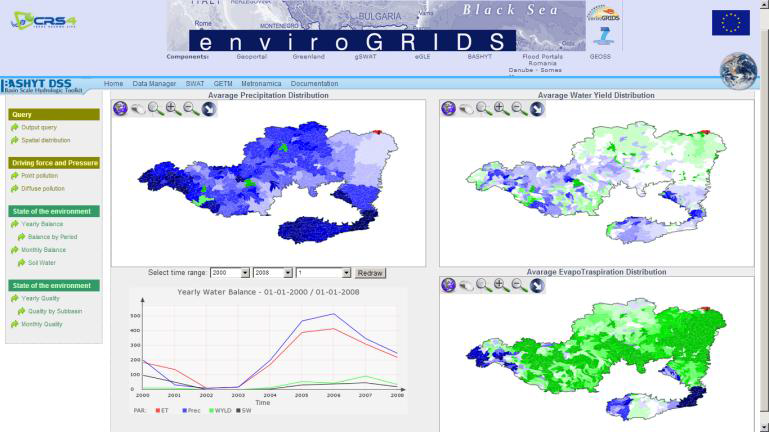 CRS4
ITALY
HERCEGOVINA
Rome
MONTENEGRO
BULGARIA
Varna
Black Sea
enviroGRIDS
enviroGRIDS
Components:
Geoportal
Greenland
gSWAT
eGLE
BASHYT
Flood Portals
Romania
Danube - Somes
GEOSS
BASHYT DSS
Basin Scale Hydrologic Toolkit
Home Data Manager SWAT GETM Metronamica Documentation
Query
Output query
Spatial distribution
Driving force and Pressure
Point pollution
Diffuse pollution
State of the environment
Yearly Balance
Balance by Period
Monthly Balance
Soil Water
State of the environment
Yearly Quality
Quality by Subbasin
Monthly Quality
Avarage Precipitation Distribution
Avarage Water Yield Distribution
Select time range: 2000 2008 1 Redraw
Avarage EvapoTraspiration Distribution
Yearly Water Balance - 01-01-2000 / 01-01-2008
500
400
300
200
100
0
2000 2001 2002 2003 2004 2005 2006 2007 2008
Time
PAR: ET Prec WYLD SW